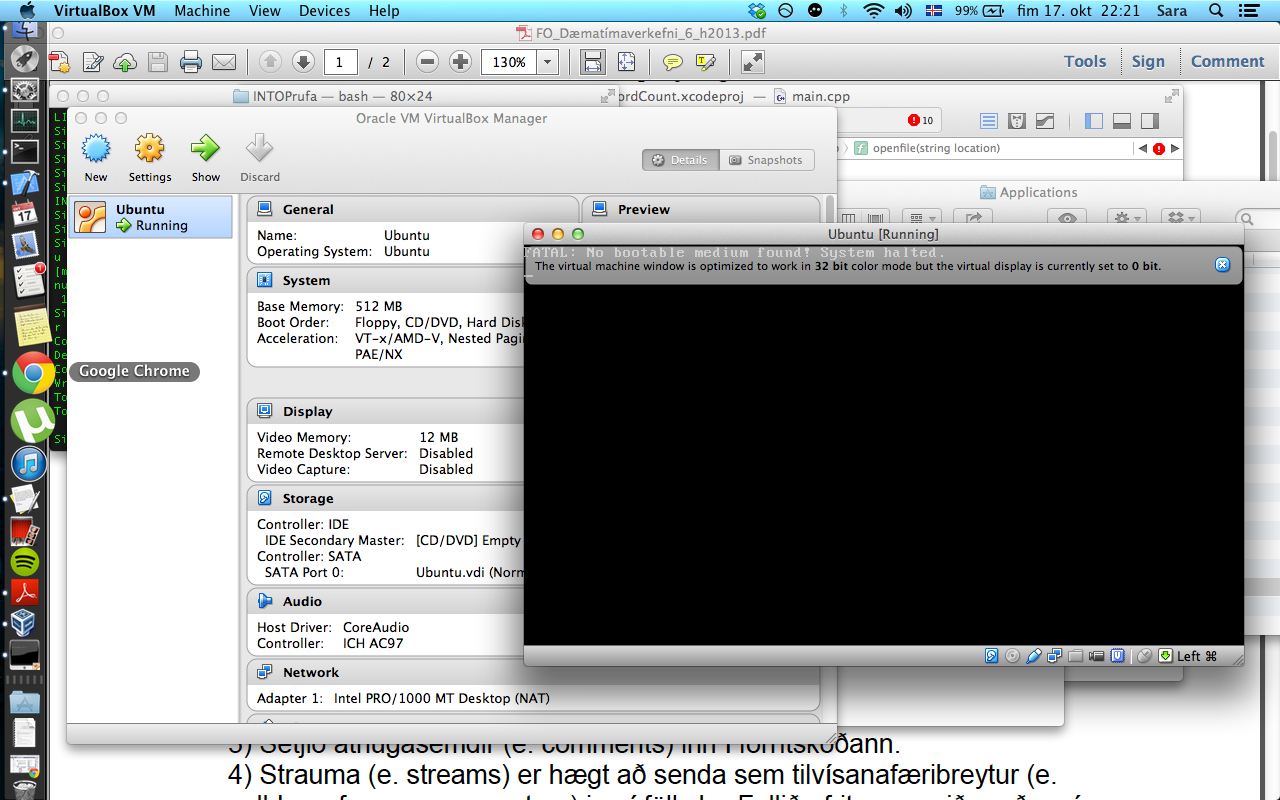 VirtualBox VM Machine View Devices Help 99% fim 17. okt 22:21 Sara
FO_Dæmatímaverkefni_6_h2013.pdf
1 / 2 130% Tools Sign Comment
INTOPrufa — bash — 80×24
ordCount.xcodeproj — main.cpp
10
openfile(string location)
Oracle VM VirtualBox Manager
New Settings Show Discard
Details Snapshots
Applications
Ubuntu
Running
General
Name: Ubuntu
Operating System: Ubuntu
Preview
System
Base Memory: 512 MB
Boot Order: Floppy, CD/DVD, Hard Disk
Acceleration: VT-x/AMD-V, Nested Pagin
PAE/NX
Display
Video Memory: 12 MB
Remote Desktop Server: Disabled
Video Capture: Disabled
Storage
Controller: IDE
IDE Secondary Master: [CD/DVD] Empty
Controller: SATA
SATA Port 0: Ubuntu.vdi (Norm
Audio
Host Driver: CoreAudio
Controller: ICH AC97
Network
Adapter 1: Intel PRO/1000 MT Desktop (NAT)
Ubuntu [Running]
FATAL: No bootable medium found! System halted.
The virtual machine window is optimized to work in 32 bit color mode but the virtual display is currently set to 0 bit.
Left ⌘
Google Chrome
17
1
3) Setjið athugasemdir (e. comments) inn í forritskóðann.
4) Strauma (e. streams) er hægt að senda sem tilvísanafæribreytur (e.